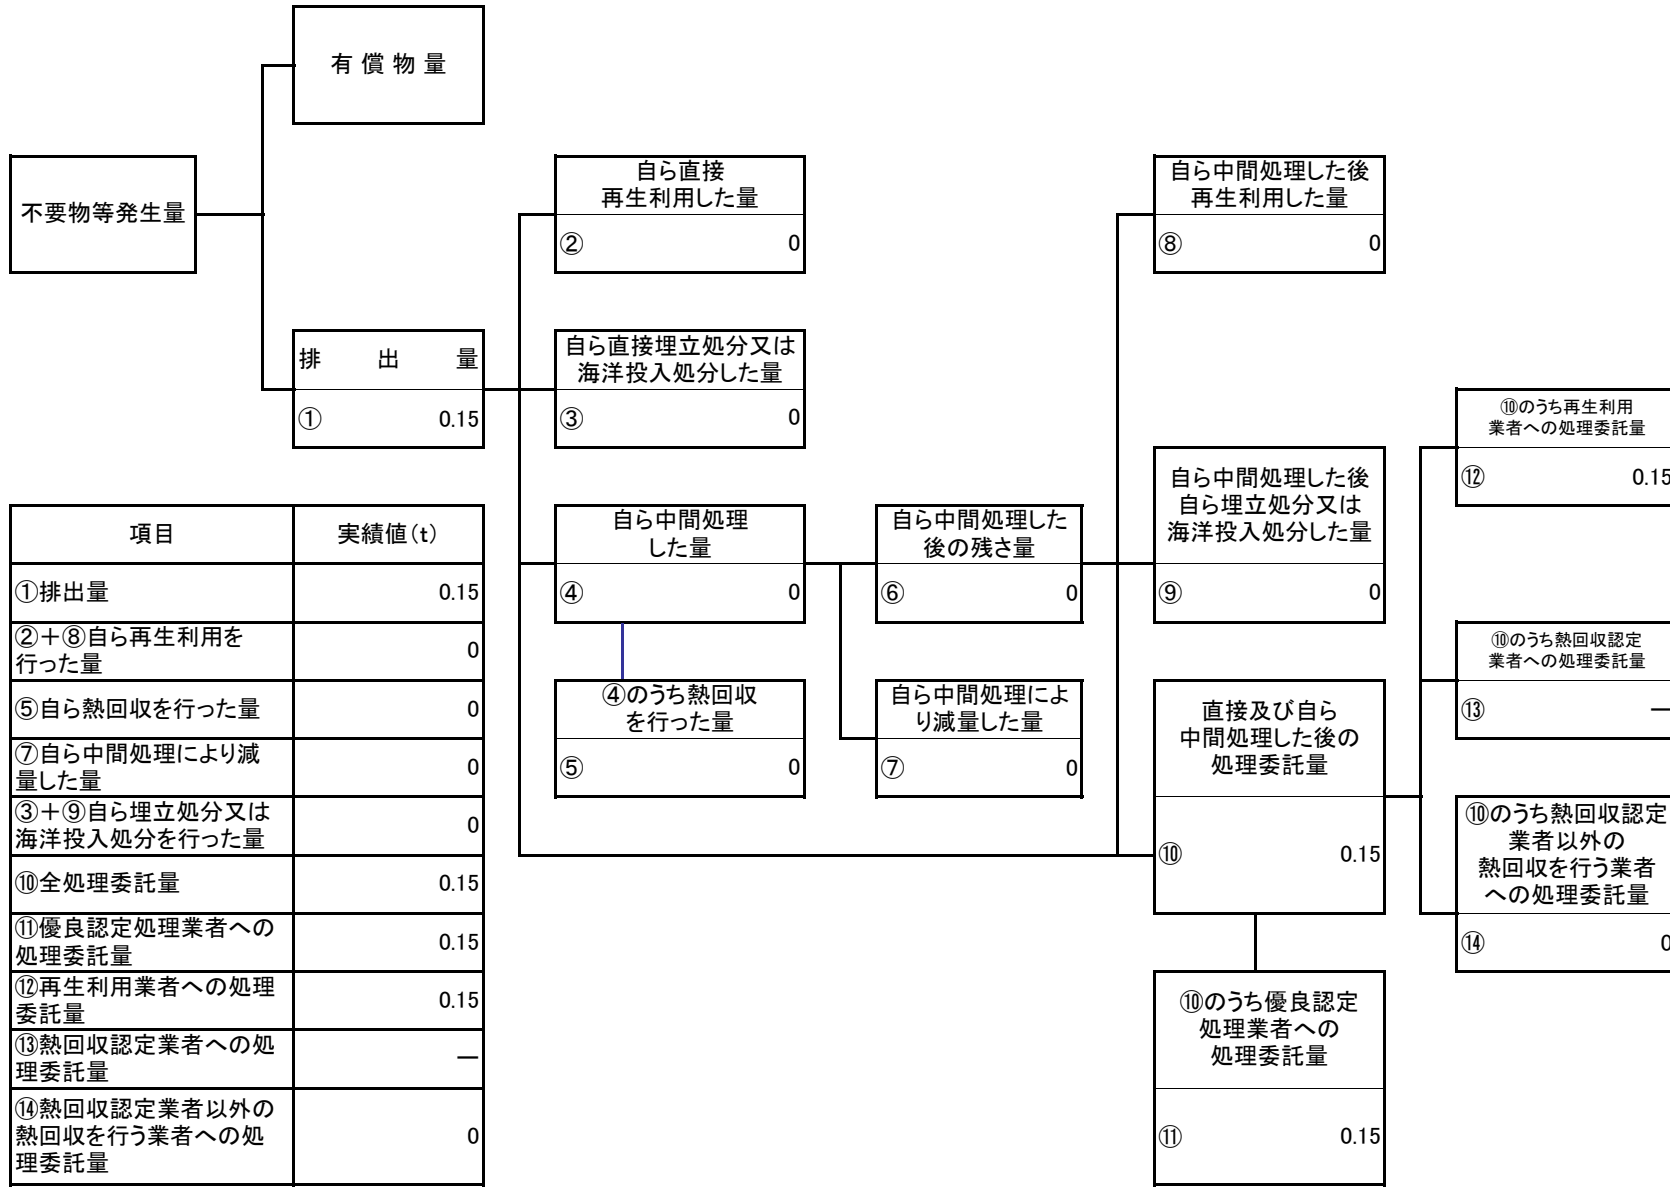 有償物量
不要物等発生量
排出量
① 0.15
自ら直接
再生利用した量
② 0
自ら直接埋立処分又は
海洋投入処分した量
③ 0
自ら中間処理
した量
④ 0
④のうち熱回収
を行った量
⑤ 0
自ら中間処理した
後の残さ量
⑥ 0
自ら中間処理によ
り減量した量
⑦ 0
自ら中間処理した後
再生利用した量
⑧ 0
自ら中間処理した後
自ら埋立処分又は
海洋投入処分した量
⑨ 0
直接及び自ら
中間処理した後の
処理委託量
⑩ 0.15
⑩のうち優良認定
処理業者への
処理委託量
⑪ 0.15
⑩のうち再生利用
業者への処理委託量
⑫ 0.15
⑩のうち熱回収認定
業者への処理委託量
⑬ ー
⑩のうち熱回収認定
業者以外の
熱回収を行う業者
への処理委託量
⑭ 0
項目 実績値(t)
①排出量 0.15
②＋⑧自ら再生利用を
行った量 0
⑤自ら熱回収を行った量 0
⑦自ら中間処理により減
量した量 0
③＋⑨自ら埋立処分又は
海洋投入処分を行った量 0
⑩全処理委託量 0.15
⑪優良認定処理業者への
処理委託量 0.15
⑫再生利用業者への処理
委託量 0.15
⑬熱回収認定業者への処
理委託量 ー
⑭熱回収認定業者以外の
熱回収を行う業者への処
理委託量 0